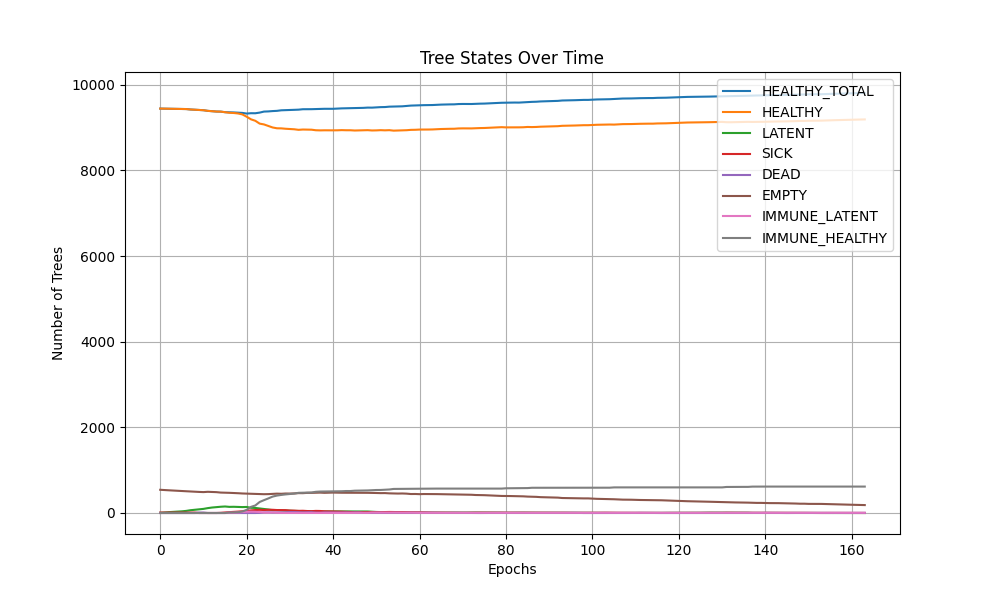 Tree States Over Time
Number of Trees
10000
8000
6000
4000
2000
0
HEALTHY_TOTAL
HEALTHY
LATENT
SICK
DEAD
EMPTY
IMMUNE_LATENT
IMMUNE_HEALTHY
0 20 40 60 80 100 120 140 160
Epochs